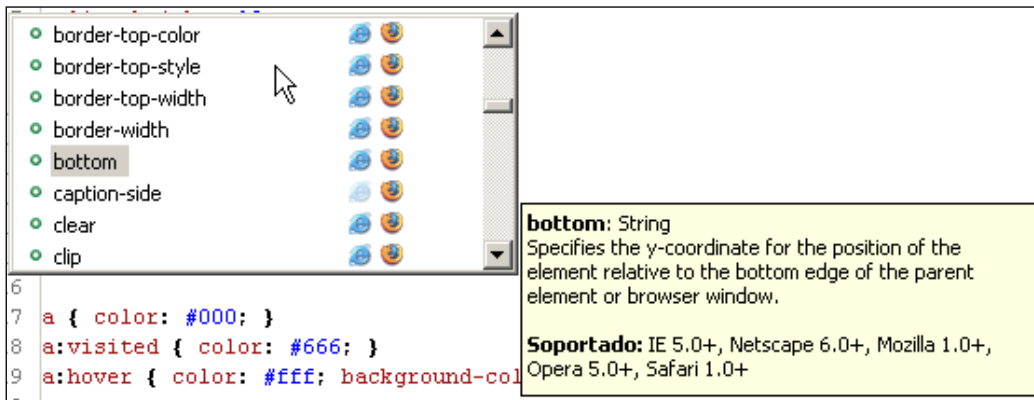 border-top-color
border-top-style
border-top-width
border-width
bottom
caption-side
clear
clip
bottom: String
Specifies the y-coordinate for the position of the
element relative to the bottom edge of the parent
element or browser window.
Soportado: IE 5.0+, Netscape 6.0+, Mozilla 1.0+,
Opera 5.0+, Safari 1.0+
6
7 a { color: #000; }
8 a:visited { color: #666; }
9 a:hover { color: #fff; background-col